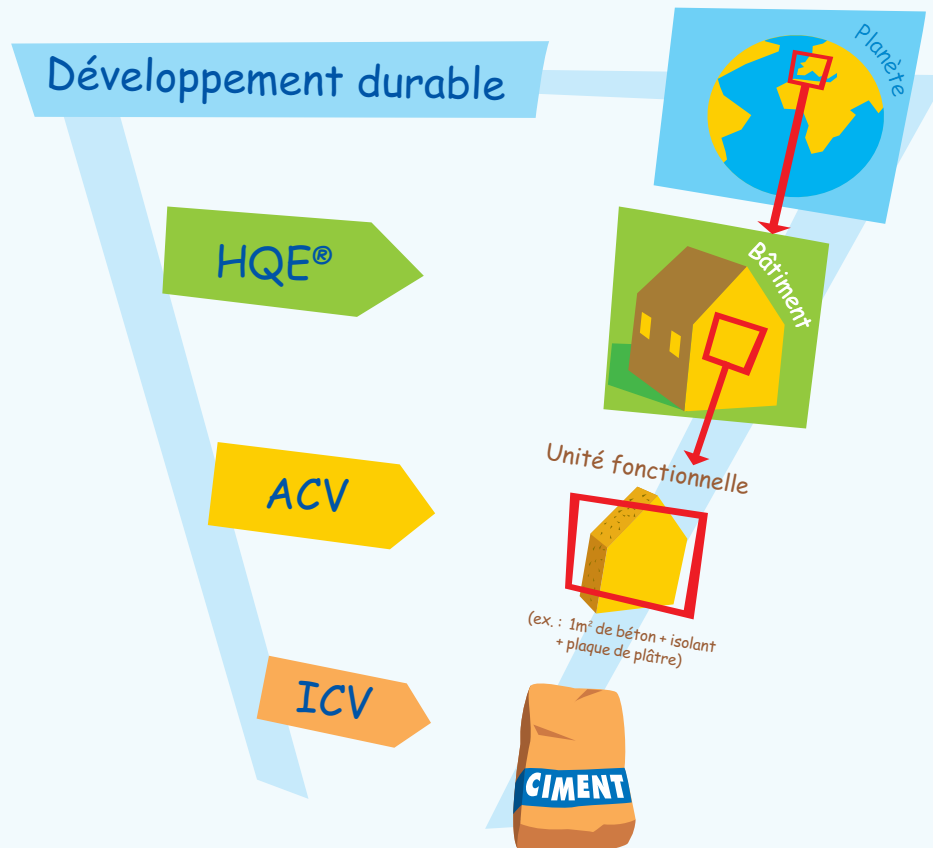 Développement durable
Planète
HQE®
Bâtiment
ACV
Unité fonctionnelle
(ex. : 1m² de béton + isolant
+ plaque de plâtre)
ICV
CIMENT